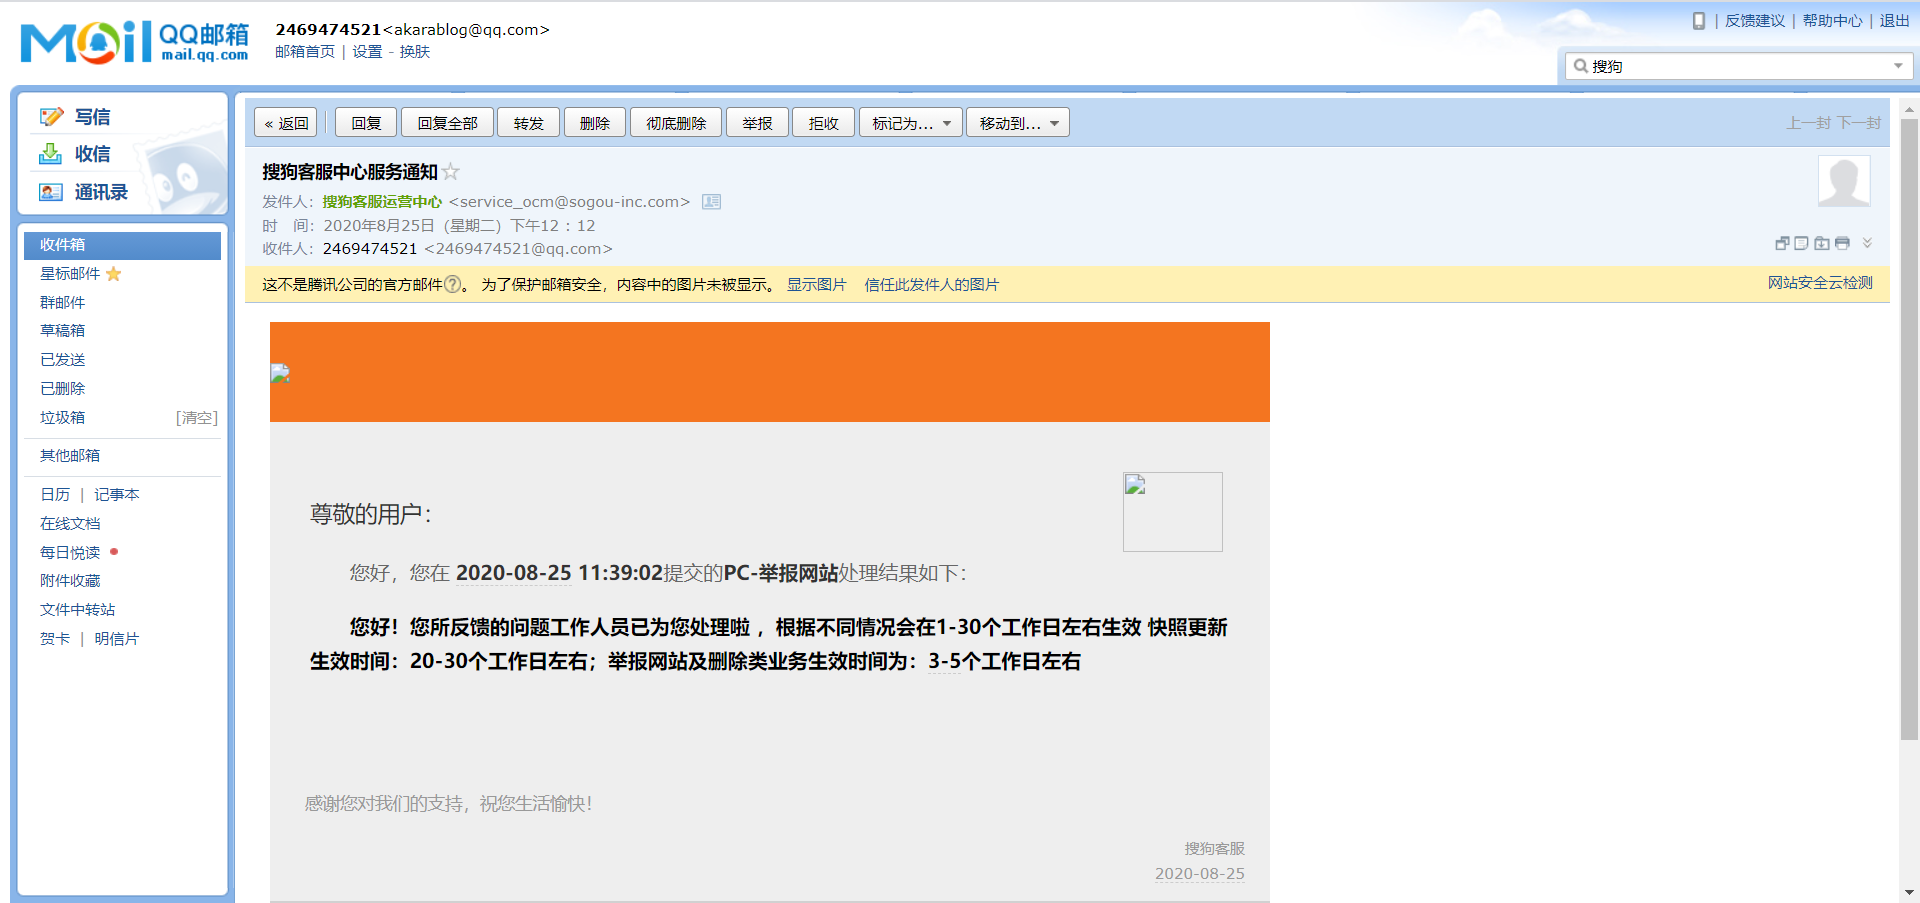 Mail QQ邮箱 mail.qq.com
2469474521<akarablog@qq.com>
邮箱首页 | 设置 - 换肤
| 反馈建议 | 帮助中心 | 退出
搜狗
写信
收信
通讯录
收件箱
星标邮件
群邮件
草稿箱
已发送
已删除
垃圾箱 [清空]
其他邮箱
日历 | 记事本
在线文档
每日悦读
附件收藏
文件中转站
贺卡 | 明信片
« 返回 回复 回复全部 转发 删除 彻底删除 举报 拒收 标记为... 移动到... 上一封 下一封
搜狗客服中心服务通知
发件人：搜狗客服运营中心 <service_ocm@sogou-inc.com>
时 间：2020年8月25日（星期二）下午12：12
收件人：2469474521 <2469474521@qq.com>
这不是腾讯公司的官方邮件?。 为了保护邮箱安全，内容中的图片未被显示。 显示图片 信任此发件人的图片 网站安全云检测
尊敬的用户：
您好，您在 2020-08-25 11:39:02提交的PC-举报网站处理结果如下：
您好！您所反馈的问题工作人员已为您处理啦 ，根据不同情况会在1-30个工作日左右生效 快照更新
生效时间：20-30个工作日左右；举报网站及删除类业务生效时间为：3-5个工作日左右
感谢您对我们的支持，祝您生活愉快！
搜狗客服
2020-08-25